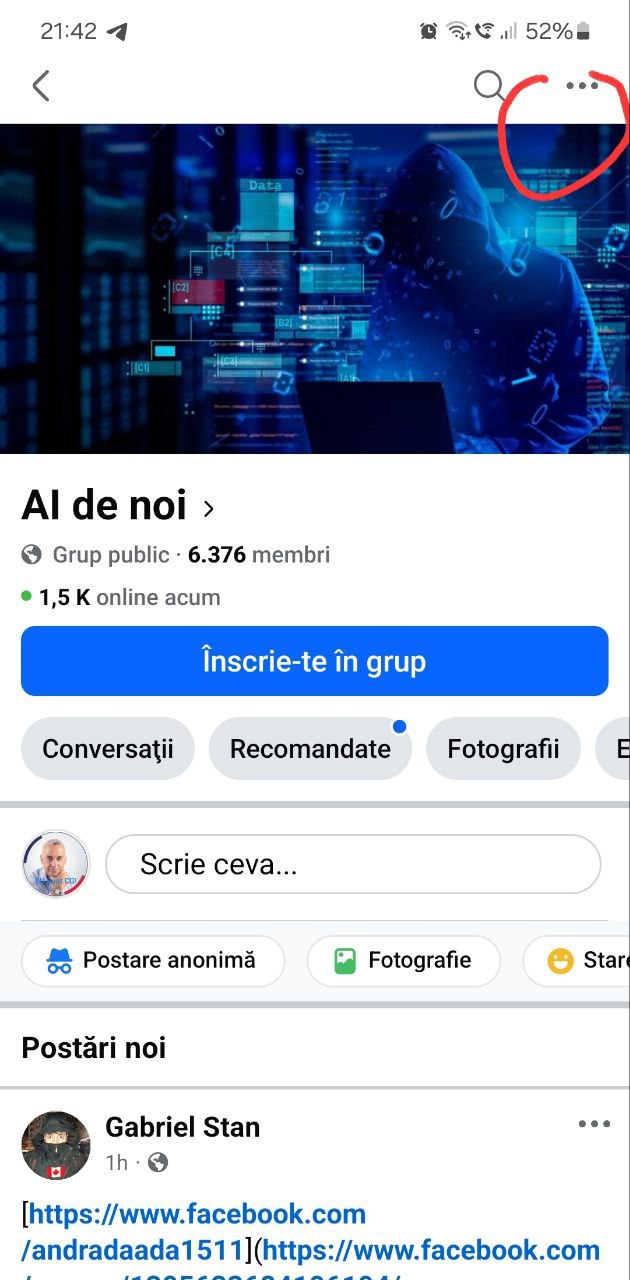 21:42
52%
Data
[C4]
[C2]
[B2]
[C3]
[C1]
AI de noi
Grup public · 6.376 membri
1,5 K online acum
Înscrie-te în grup
Conversaţii
Recomandate
Fotografii
E
Scrie ceva...
Postare anonimă
Fotografie
Stare
Postări noi
Gabriel Stan
1h ·
[https://www.facebook.com
/andradaada1511](https://www.facebook.com